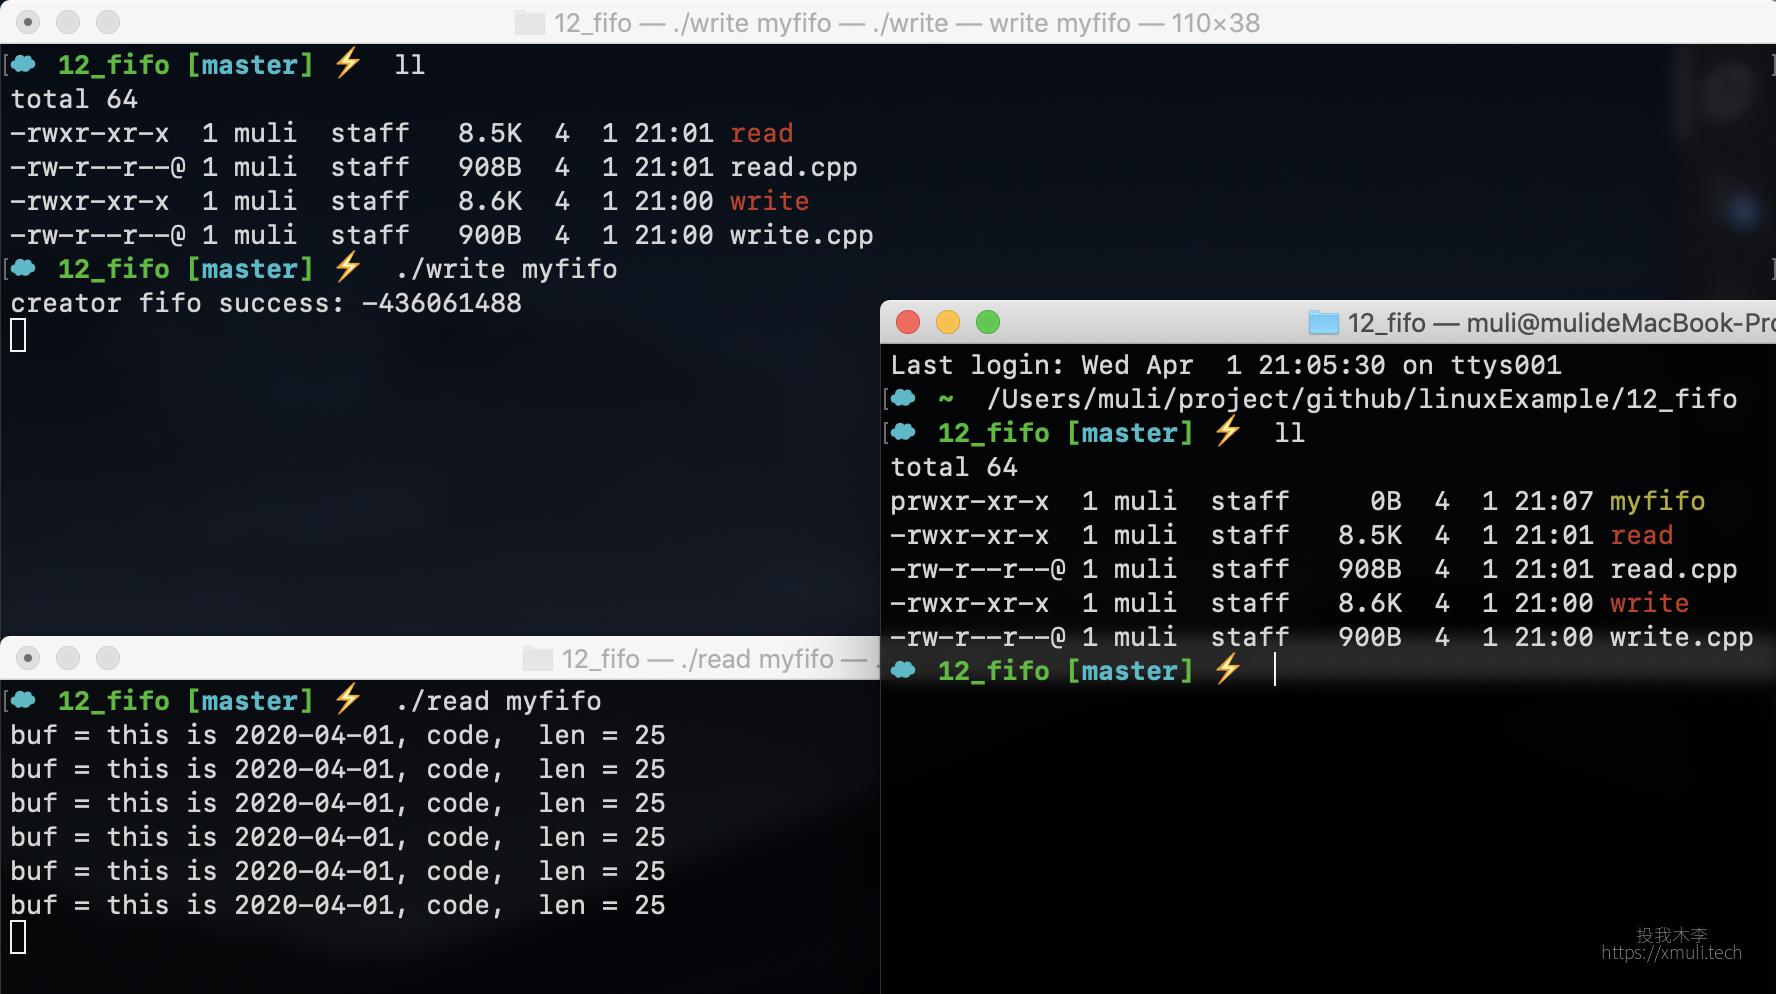 12_fifo — ./write myfifo — ./write — write myfifo — 110×38
12_fifo [master] ⚡ ll
total 64
-rwxr-xr-x  1 muli  staff   8.5K  4  1 21:01 read
-rw-r--r--@ 1 muli  staff   908B  4  1 21:01 read.cpp
-rwxr-xr-x  1 muli  staff   8.6K  4  1 21:00 write
-rw-r--r--@ 1 muli  staff   900B  4  1 21:00 write.cpp
12_fifo [master] ⚡ ./write myfifo
creator fifo success: -436061488
12_fifo — ./read myfifo — .
12_fifo [master] ⚡ ./read myfifo
buf = this is 2020-04-01, code,  len = 25
buf = this is 2020-04-01, code,  len = 25
buf = this is 2020-04-01, code,  len = 25
buf = this is 2020-04-01, code,  len = 25
buf = this is 2020-04-01, code,  len = 25
buf = this is 2020-04-01, code,  len = 25
12_fifo — muli@mulideMacBook-Pro
Last login: Wed Apr  1 21:05:30 on ttys001
~ /Users/muli/project/github/linuxExample/12_fifo
12_fifo [master] ⚡ ll
total 64
prwxr-xr-x  1 muli  staff     0B  4  1 21:07 myfifo
-rwxr-xr-x  1 muli  staff   8.5K  4  1 21:01 read
-rw-r--r--@ 1 muli  staff   908B  4  1 21:01 read.cpp
-rwxr-xr-x  1 muli  staff   8.6K  4  1 21:00 write
-rw-r--r--@ 1 muli  staff   900B  4  1 21:00 write.cpp
12_fifo [master] ⚡
投我木李
https://xmuli.tech